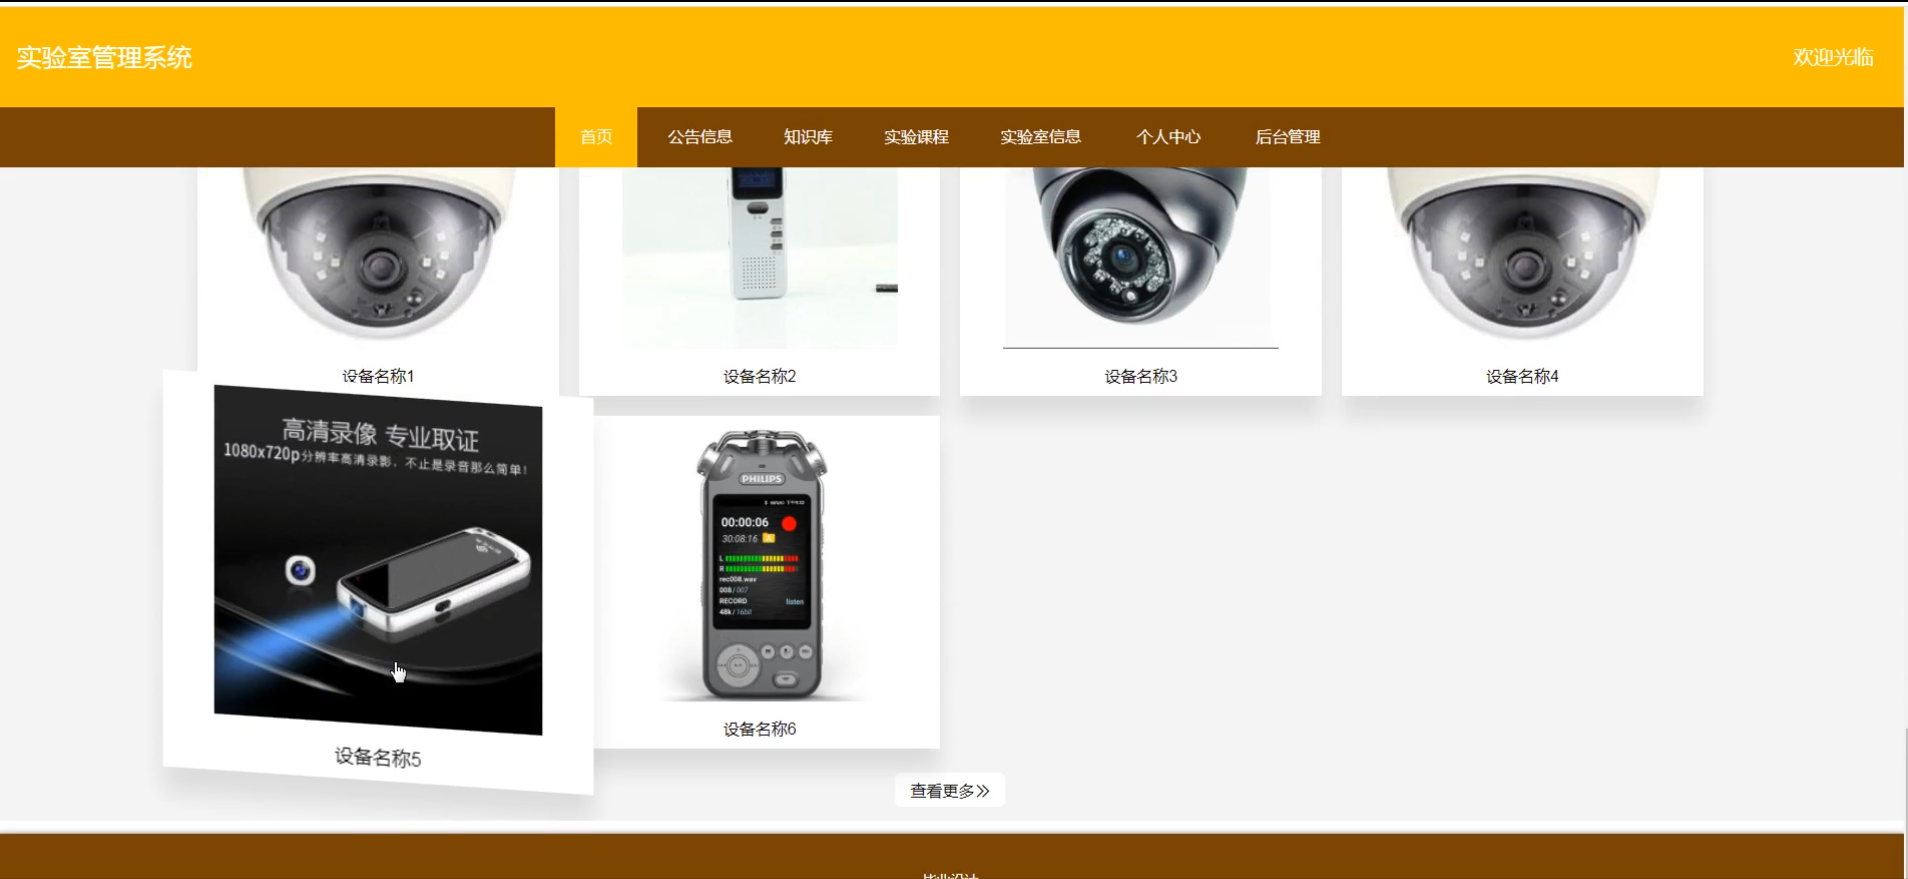 实验室管理系统
欢迎光临
首页 公告信息 知识库 实验课程 实验室信息 个人中心 后台管理
设备名称1 设备名称2 设备名称3 设备名称4
高清录像 专业取证
1080x720p分辨率高清录影，不止是录音那么简单!
设备名称5
PHILIPS
00:00:06
30:08:16
L
R
rec008.wav
008/007
RECORD listen
48k/16bit
设备名称6
查看更多
毕业设计